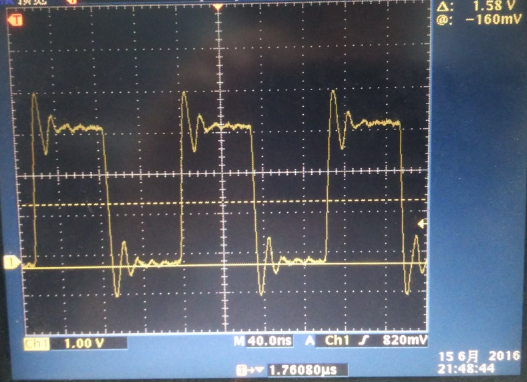 T
Δ: 1.58 V
@: -160mV
1
Ch1 1.00 V M 40.0ns A Ch1 ƒ 820mV
T→▼ 1.76080µs
15 6月 2016
21:48:44